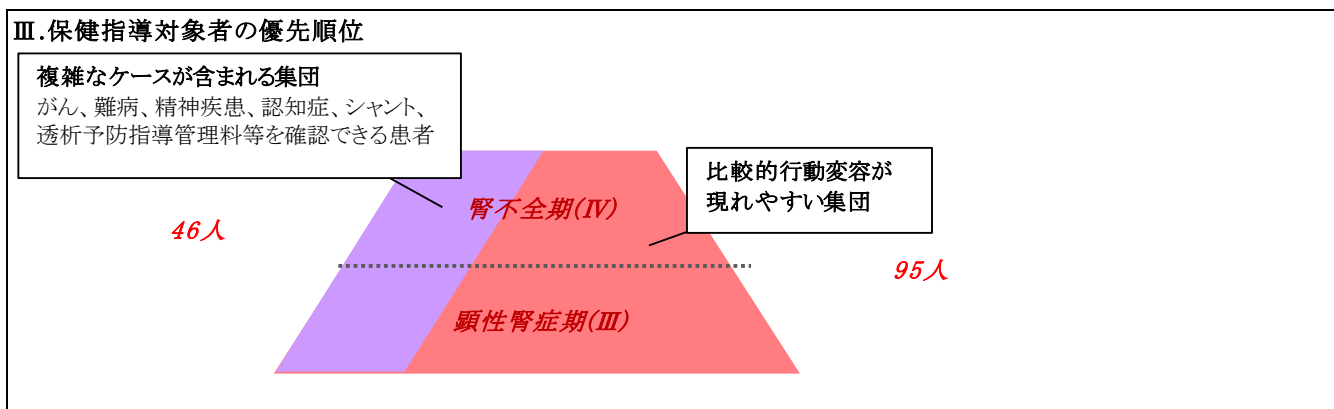 Ⅲ.保健指導対象者の優先順位
複雑なケースが含まれる集団
がん、難病、精神疾患、認知症、シャント、
透析予防指導管理料等を確認できる患者
比較的行動変容が
現れやすい集団
腎不全期(Ⅳ)
46人
95人
顕性腎症期(Ⅲ)